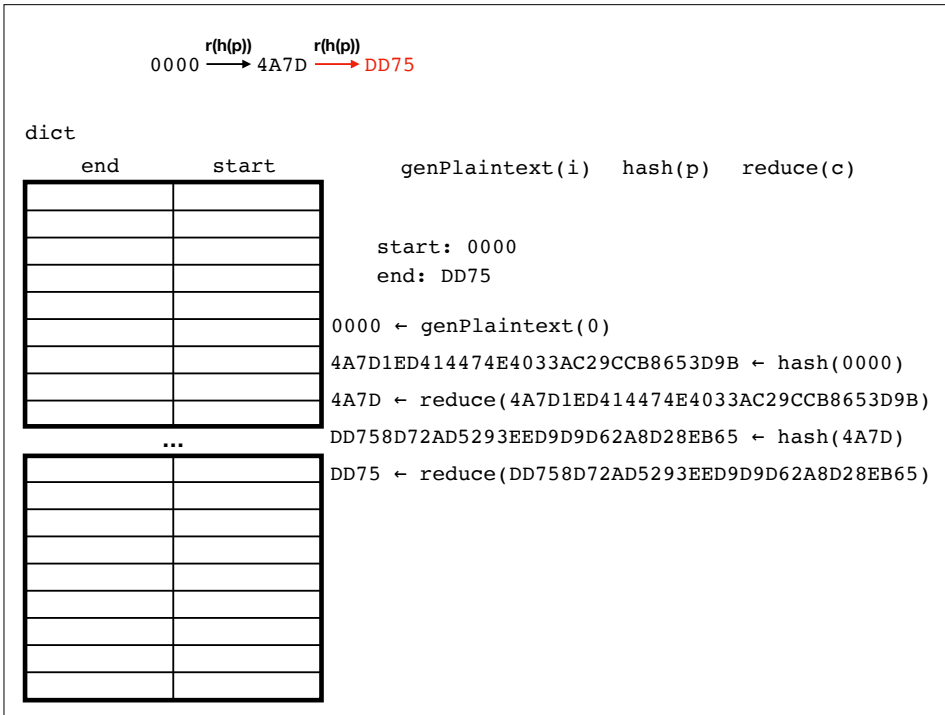 r(h(p)) r(h(p))
0000 → 4A7D → DD75
dict
end start genPlaintext(i) hash(p) reduce(c)
start: 0000
end: DD75
0000 ← genPlaintext(0)
4A7D1ED414474E4033AC29CCB8653D9B ← hash(0000)
4A7D ← reduce(4A7D1ED414474E4033AC29CCB8653D9B)
... DD758D72AD5293EED9D9D62A8D28EB65 ← hash(4A7D)
DD75 ← reduce(DD758D72AD5293EED9D9D62A8D28EB65)